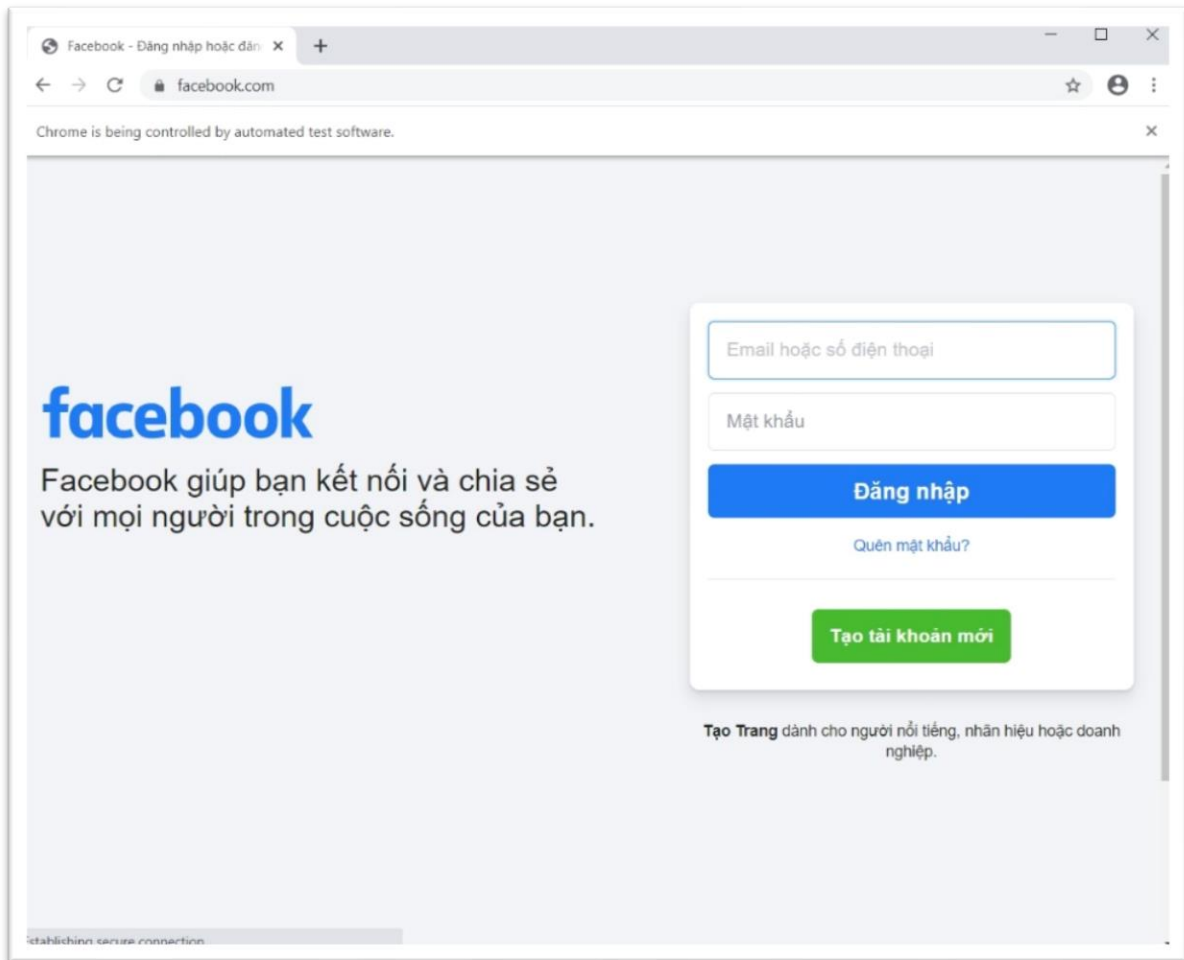 Facebook - Đăng nhập hoặc đăn
facebook.com
Chrome is being controlled by automated test software.
facebook
Facebook giúp bạn kết nối và chia sẻ
với mọi người trong cuộc sống của bạn.
Email hoặc số điện thoại
Mật khẩu
Đăng nhập
Quên mật khẩu?
Tạo tài khoản mới
Tạo Trang dành cho người nổi tiếng, nhãn hiệu hoặc doanh
nghiệp.
Establishing secure connection